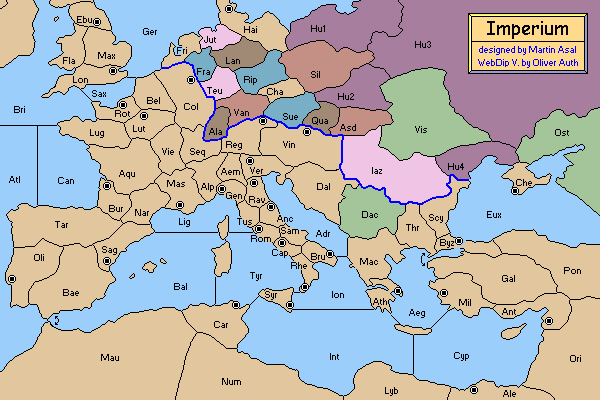 Imperium
designed by Martin Asal
WebDip V. by Oliver Auth
Ebu
Ger
Jut
Hai
Hu1
Hu3
Max
Fri
Lan
Fla
Fra
Rip
Sil
Lon
Teu
Cha
Hu2
Sax
Bel
Col
Bri
Rot
Van
Sue
Qua
Asd
Vis
Ost
Lug
Lut
Ala
Vie
Seq
Reg
Vin
Iaz
Hu4
Atl
Can
Aqu
Mas
Alp
Aem
Ver
Gen
Dal
Che
Bur
Nar
Rav
Dac
Scy
Eux
Tar
Lig
Tus
Anc
Rom
Sam
Adr
Thr
Byz
Oli
Sag
Cap
Bru
Mac
Pon
Rhe
Tyr
Gal
Bae
Bal
Syr
Ion
Ath
Mil
Ant
Aeg
Car
Mau
Int
Cyp
Ori
Num
Lyb
Ale